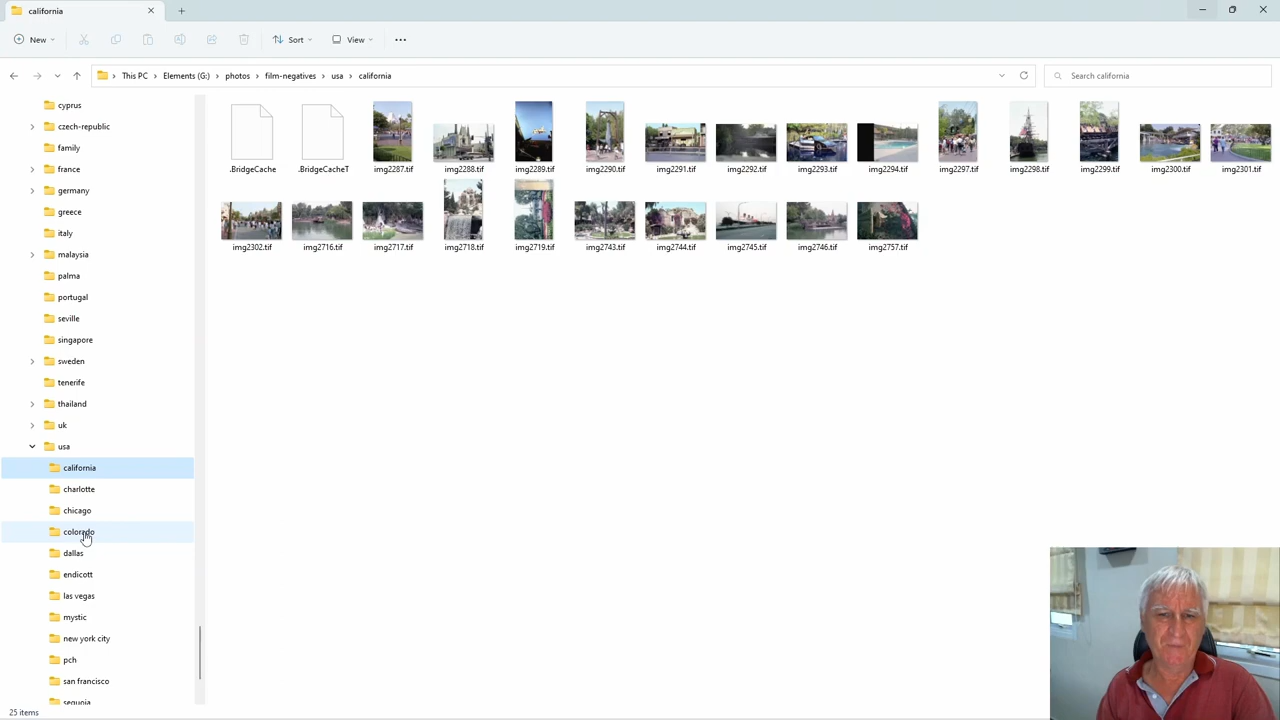 california
New
Sort
View
This PC > Elements (G:) > photos > film-negatives > usa > california
Search california
cyprus
czech-republic
family
france
germany
greece
italy
malaysia
palma
portugal
seville
singapore
sweden
tenerife
thailand
uk
usa
california
charlotte
chicago
colorado
dallas
endicott
las vegas
mystic
new york city
pch
san francisco
sequoia
.BridgeCache .BridgeCacheT img2287.tif img2288.tif img2289.tif img2290.tif img2291.tif img2292.tif img2293.tif img2294.tif img2297.tif img2298.tif img2299.tif img2300.tif img2301.tif
img2302.tif img2716.tif img2717.tif img2718.tif img2719.tif img2743.tif img2744.tif img2745.tif img2746.tif img2757.tif
25 items